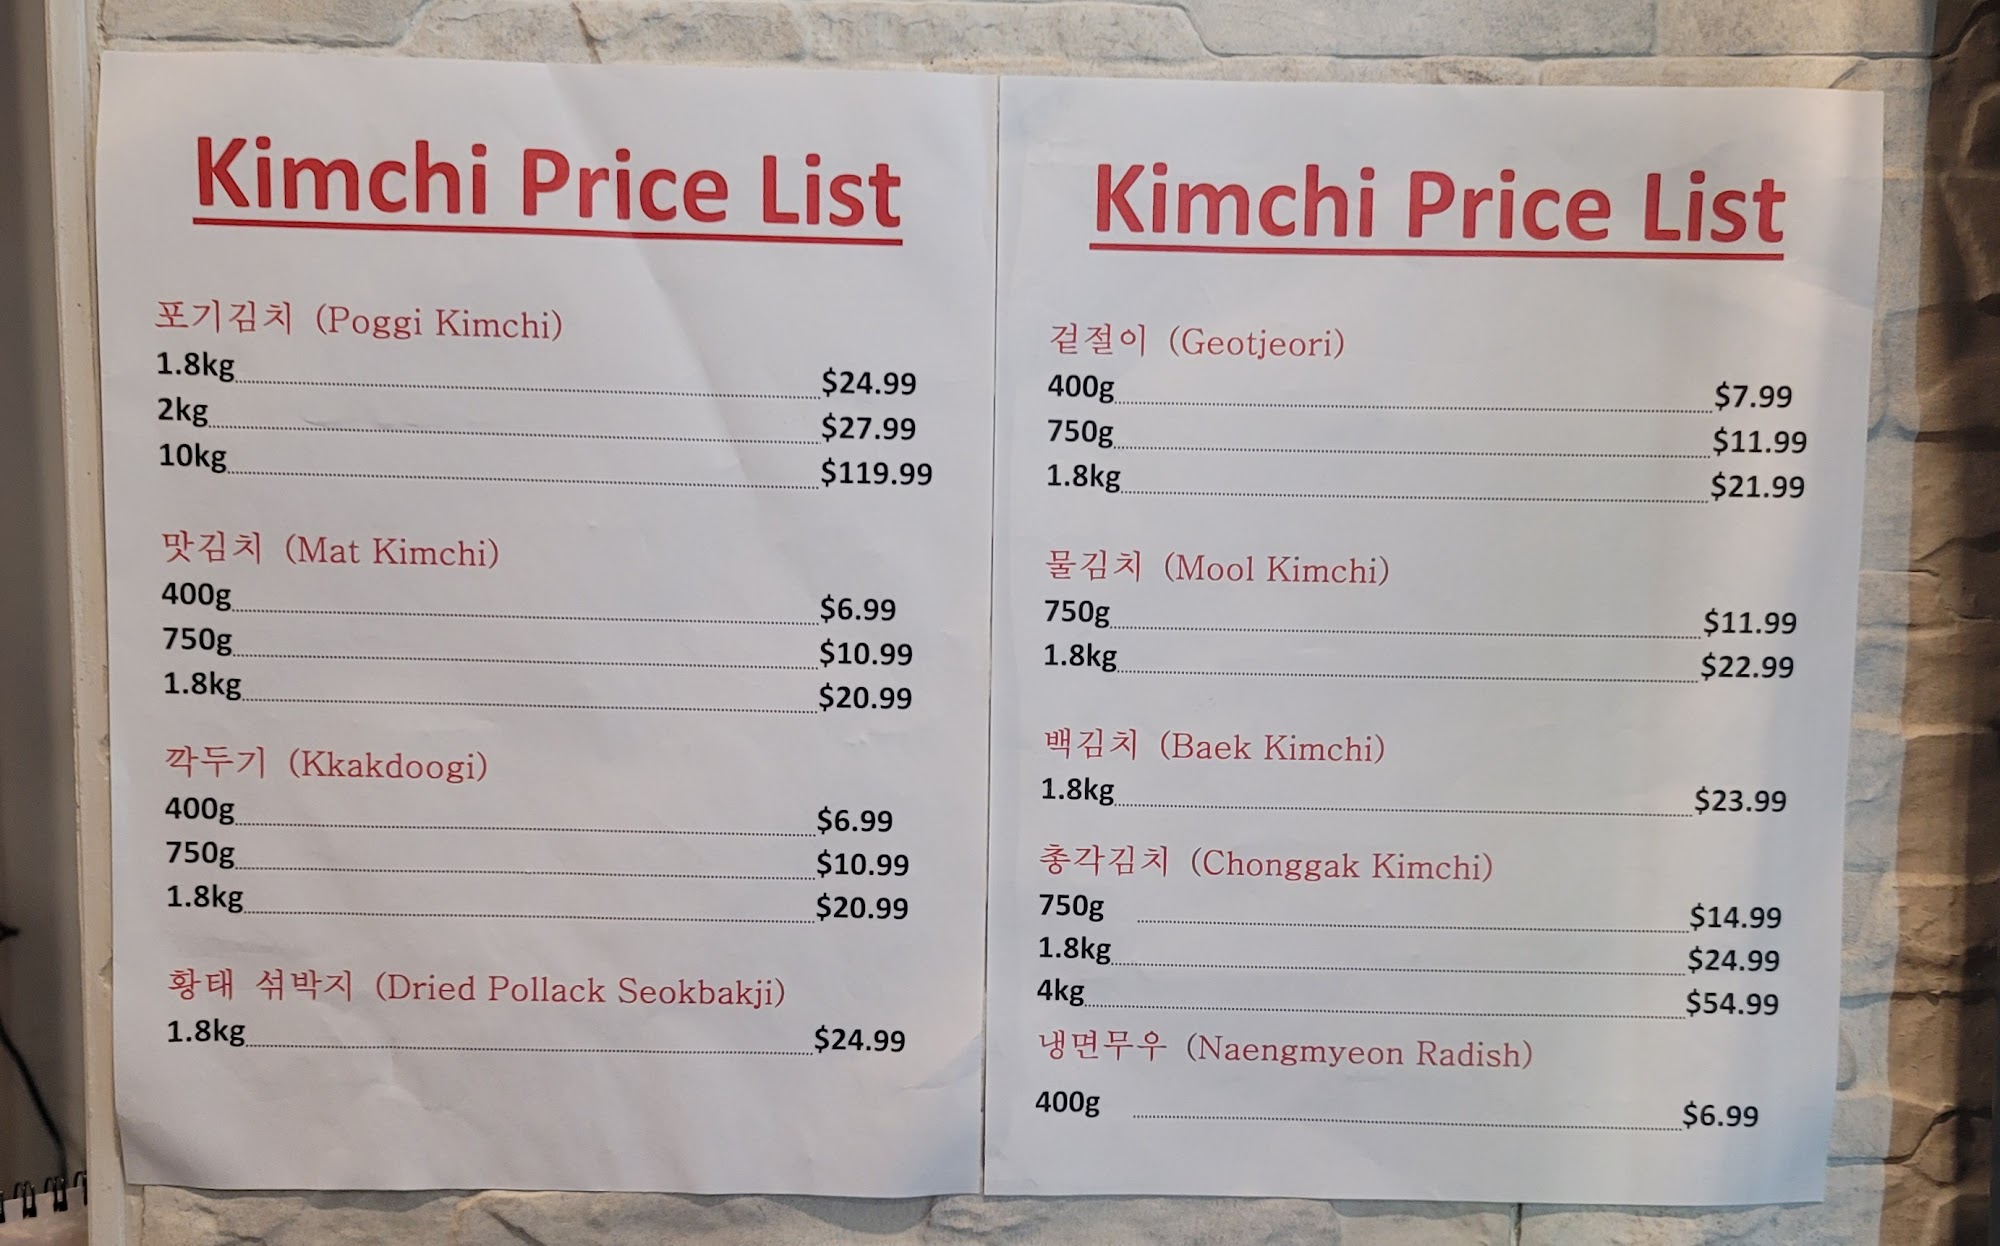 Kimchi Price List
포기김치 (Poggi Kimchi)
1.8kg $24.99
2kg $27.99
10kg $119.99
맛김치 (Mat Kimchi)
400g $6.99
750g $10.99
1.8kg $20.99
깍두기 (Kkakdoogi)
400g $6.99
750g $10.99
1.8kg $20.99
황태 섞박지 (Dried Pollack Seokbakji)
1.8kg $24.99
Kimchi Price List
겉절이 (Geotjeori)
400g $7.99
750g $11.99
1.8kg $21.99
물김치 (Mool Kimchi)
750g $11.99
1.8kg $22.99
백김치 (Baek Kimchi)
1.8kg $23.99
총각김치 (Chonggak Kimchi)
750g $14.99
1.8kg $24.99
4kg $54.99
냉면무우 (Naengmyeon Radish)
400g $6.99